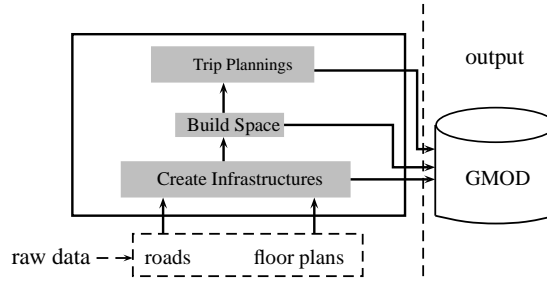 Trip Plannings
output
Build Space
Create Infrastructures
GMOD
raw data
roads
floor plans